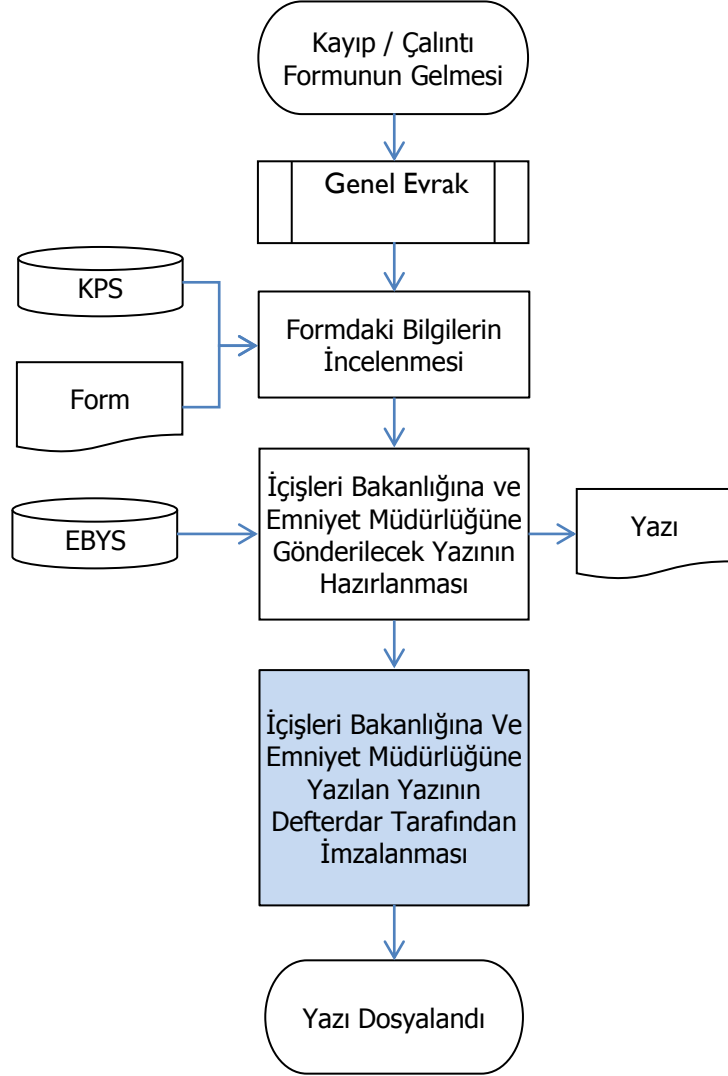 Kayıp / Çalıntı
Formunun Gelmesi
Genel Evrak
KPS
Formdaki Bilgilerin
İncelenmesi
Form
İçişleri Bakanlığına ve
Emniyet Müdürlüğüne
Gönderilecek Yazının
Hazırlanması
EBYS
Yazı
İçişleri Bakanlığına Ve
Emniyet Müdürlüğüne
Yazılan Yazının
Defterdar Tarafından
İmzalanması
Yazı Dosyalandı